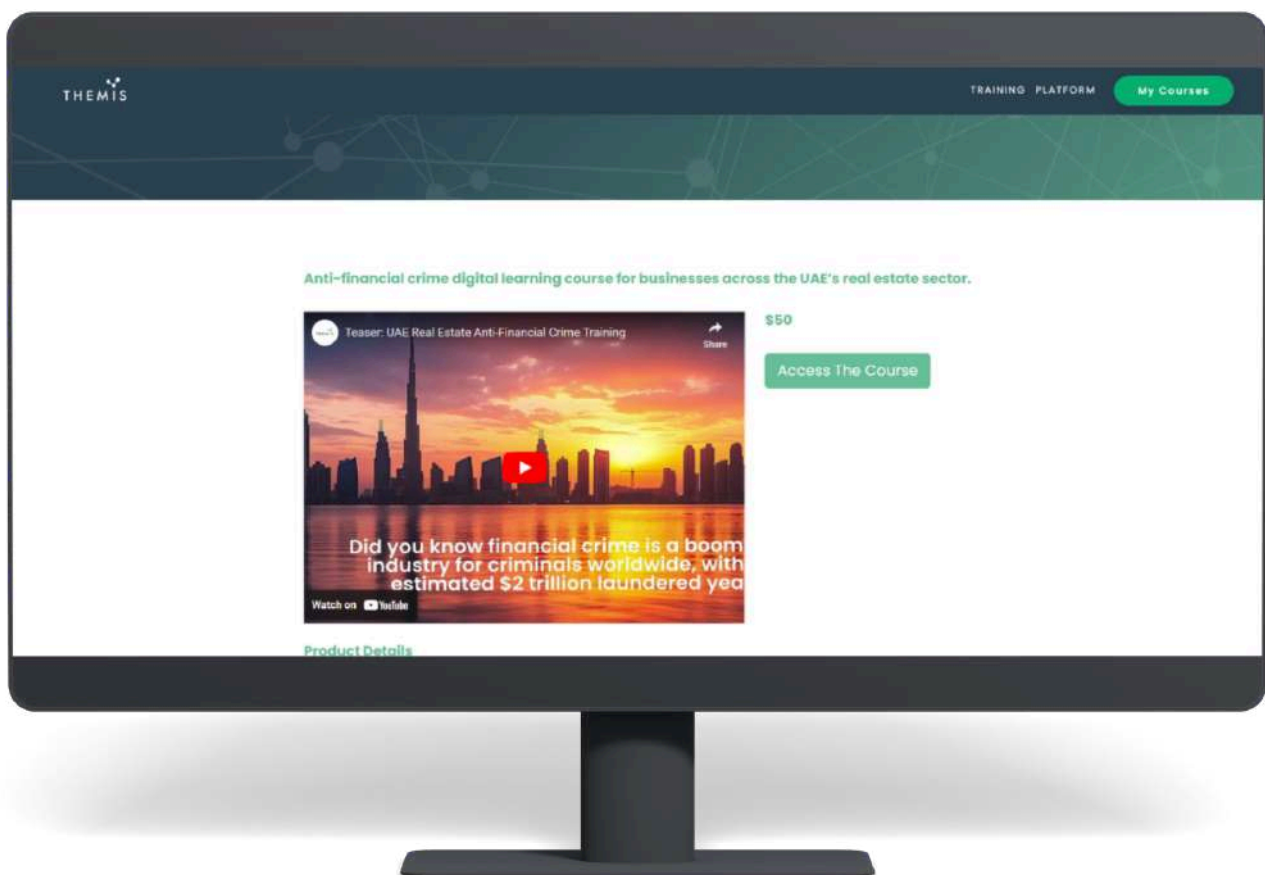 THEMIS
TRAINING PLATFORM
My Courses
Anti-financial crime digital learning course for businesses across the UAE's real estate sector.
Teaser: UAE Real Estate Anti-Financial Crime Training
Share
$50
Access The Course
Did you know financial crime is a boom
industry for criminals worldwide, with
estimated $2 trillion laundered yea
Watch on YouTube
Product Details